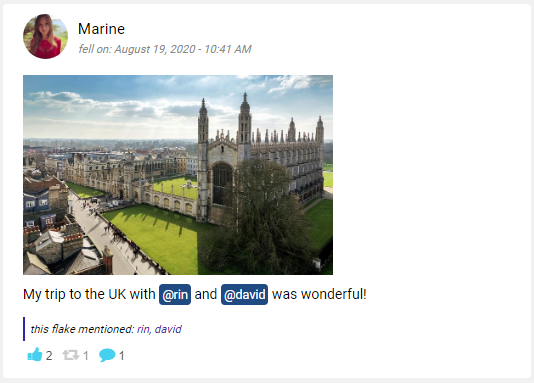 Marine
fell on: August 19, 2020 - 10:41 AM
My trip to the UK with @rin and @david was wonderful!
this flake mentioned: rin, david
2 1 1